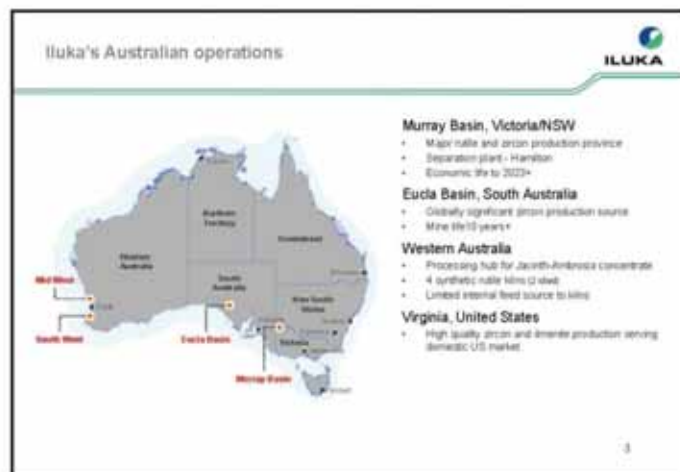 Iluka's Australian operations
ILUKA
Murray Basin, Victoria/NSW
• Major rutile and zircon production province
• Separation plant - Hamilton
• Economic life to 2023+
Eucla Basin, South Australia
• Globally significant zircon production source
• Mine life10 years+
Western Australia
• Processing hub for Jacinth-Ambrosia concentrate
• 4 synthetic rutile kilns (2 idled)
• Limited internal feed source to kilns
Virginia, United States
• High quality zircon and ilmenite production serving
domestic US market
Northern
Territory
Queensland
Western
Australia
South
Australia
New South
Wales
Victoria
Mid West
South West
Eucla Basin
Murray Basin
3